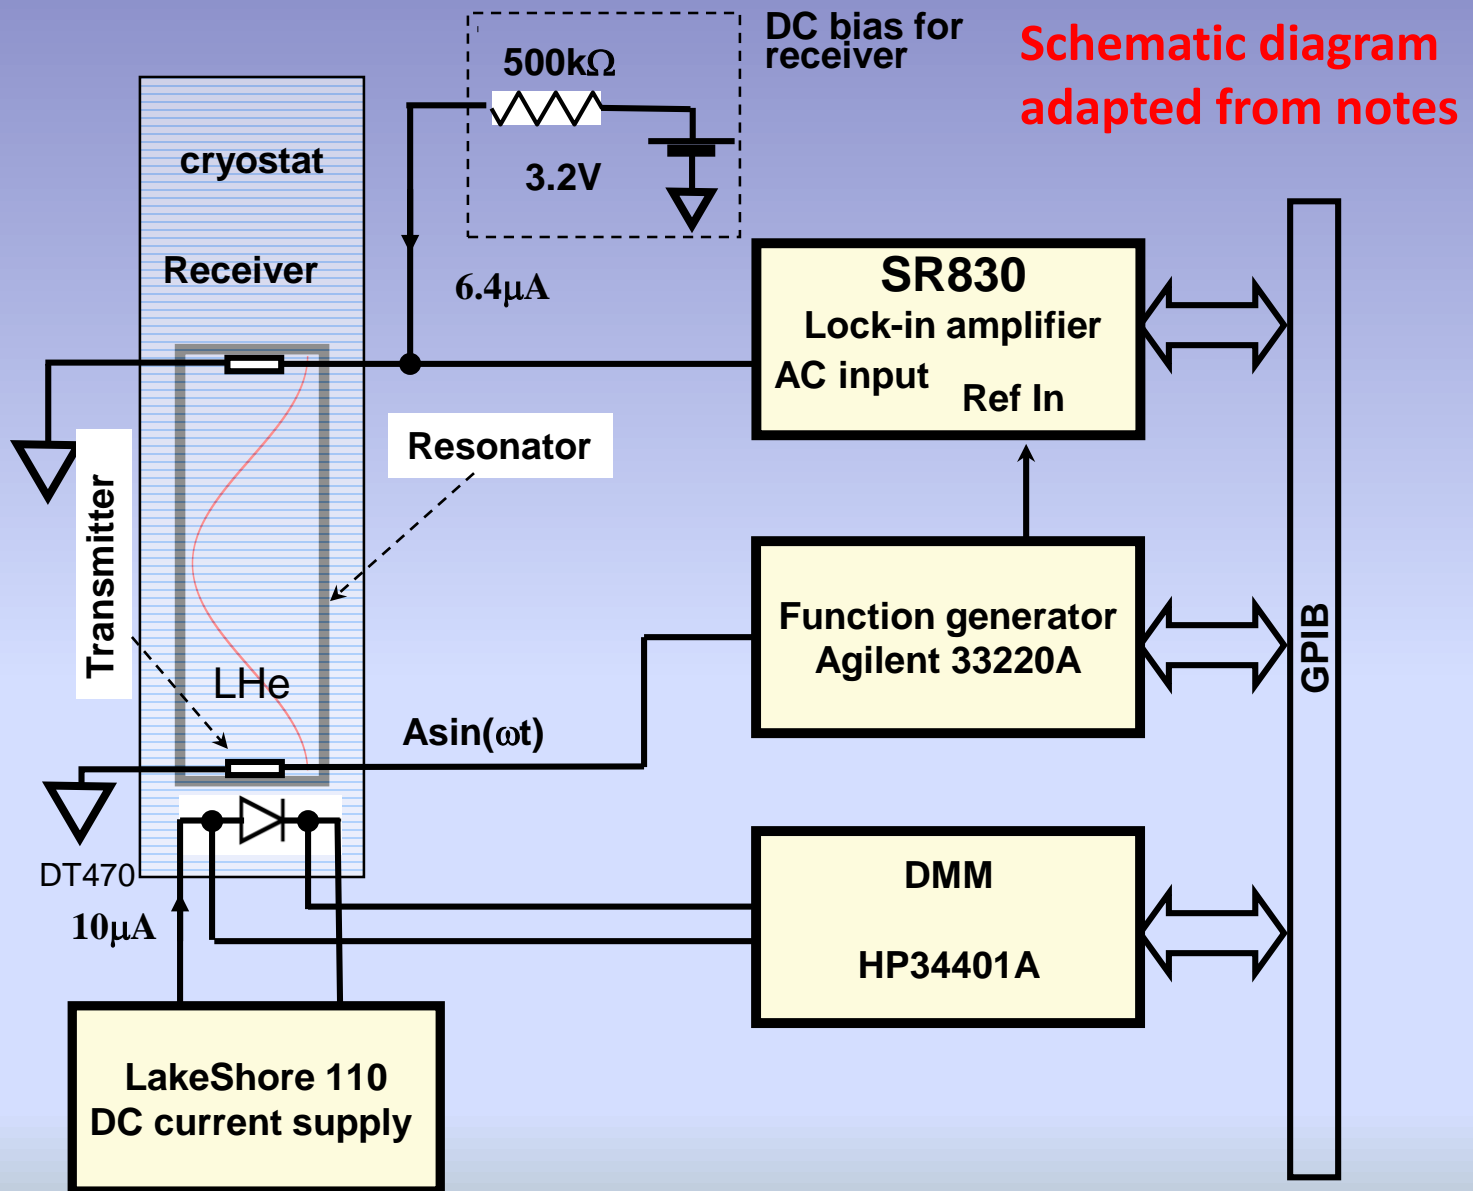 DC bias for
receiver
Schematic diagram
adapted from notes
500kΩ
3.2V
cryostat
Receiver
6.4μA
SR830
Lock-in amplifier
AC input
Ref In
Resonator
Transmitter
LHe
Asin(ωt)
Function generator
Agilent 33220A
GPIB
DT470
10μA
DMM
HP34401A
LakeShore 110
DC current supply